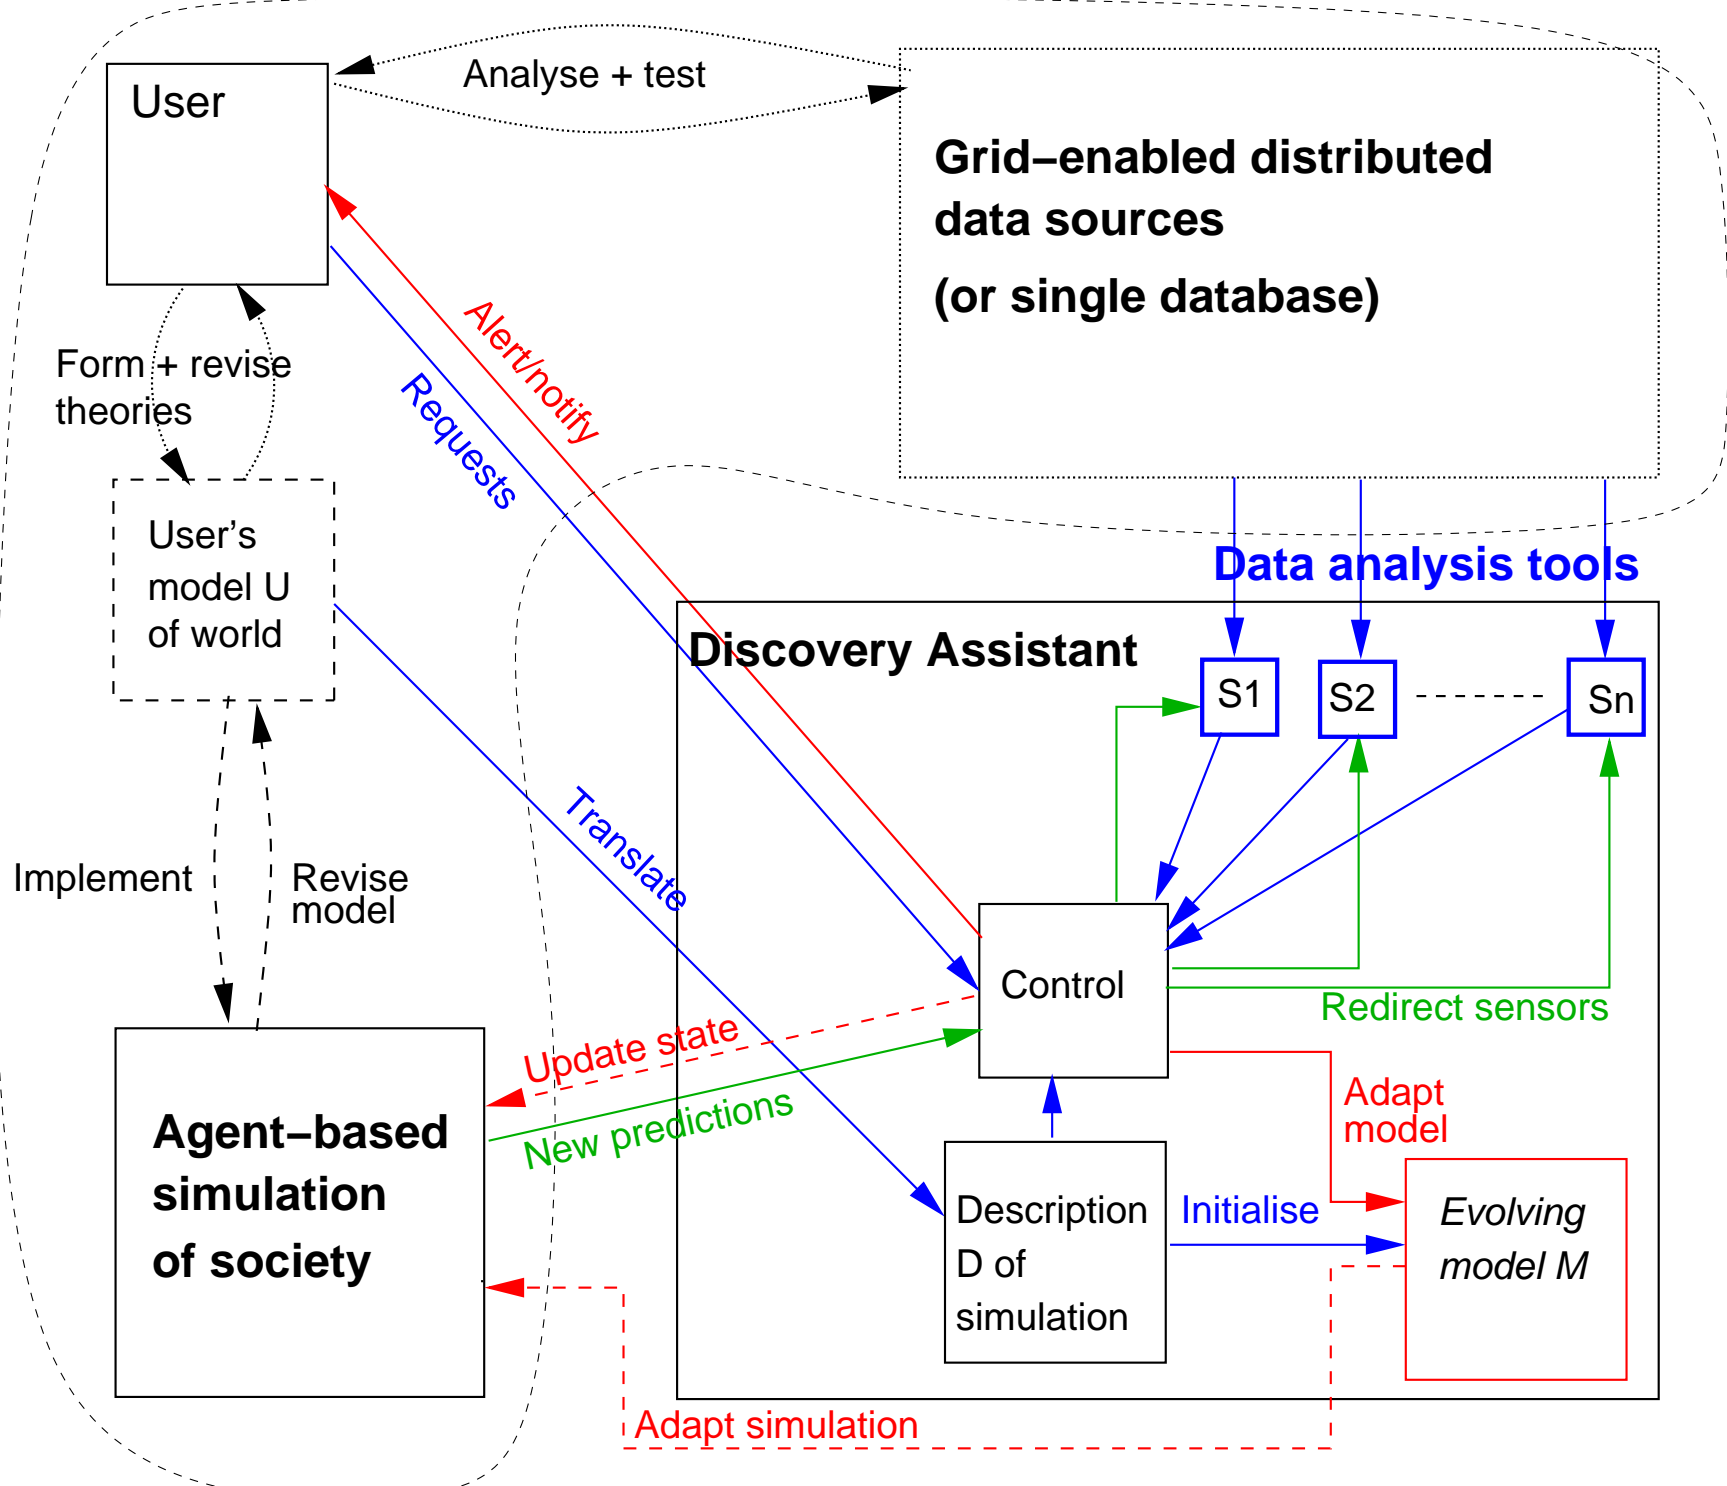 User
Analyse + test
Grid–enabled distributed
data sources
(or single database)
Alert/notify
Requests
Form + revise
theories
User's
model U
of world
Data analysis tools
Discovery Assistant
S1
S2
Sn
Translate
Implement
Revise
model
Control
Redirect sensors
Update state
New predictions
Adapt
model
Agent–based
simulation
of society
Description
D of
simulation
Initialise
Evolving
model M
Adapt simulation